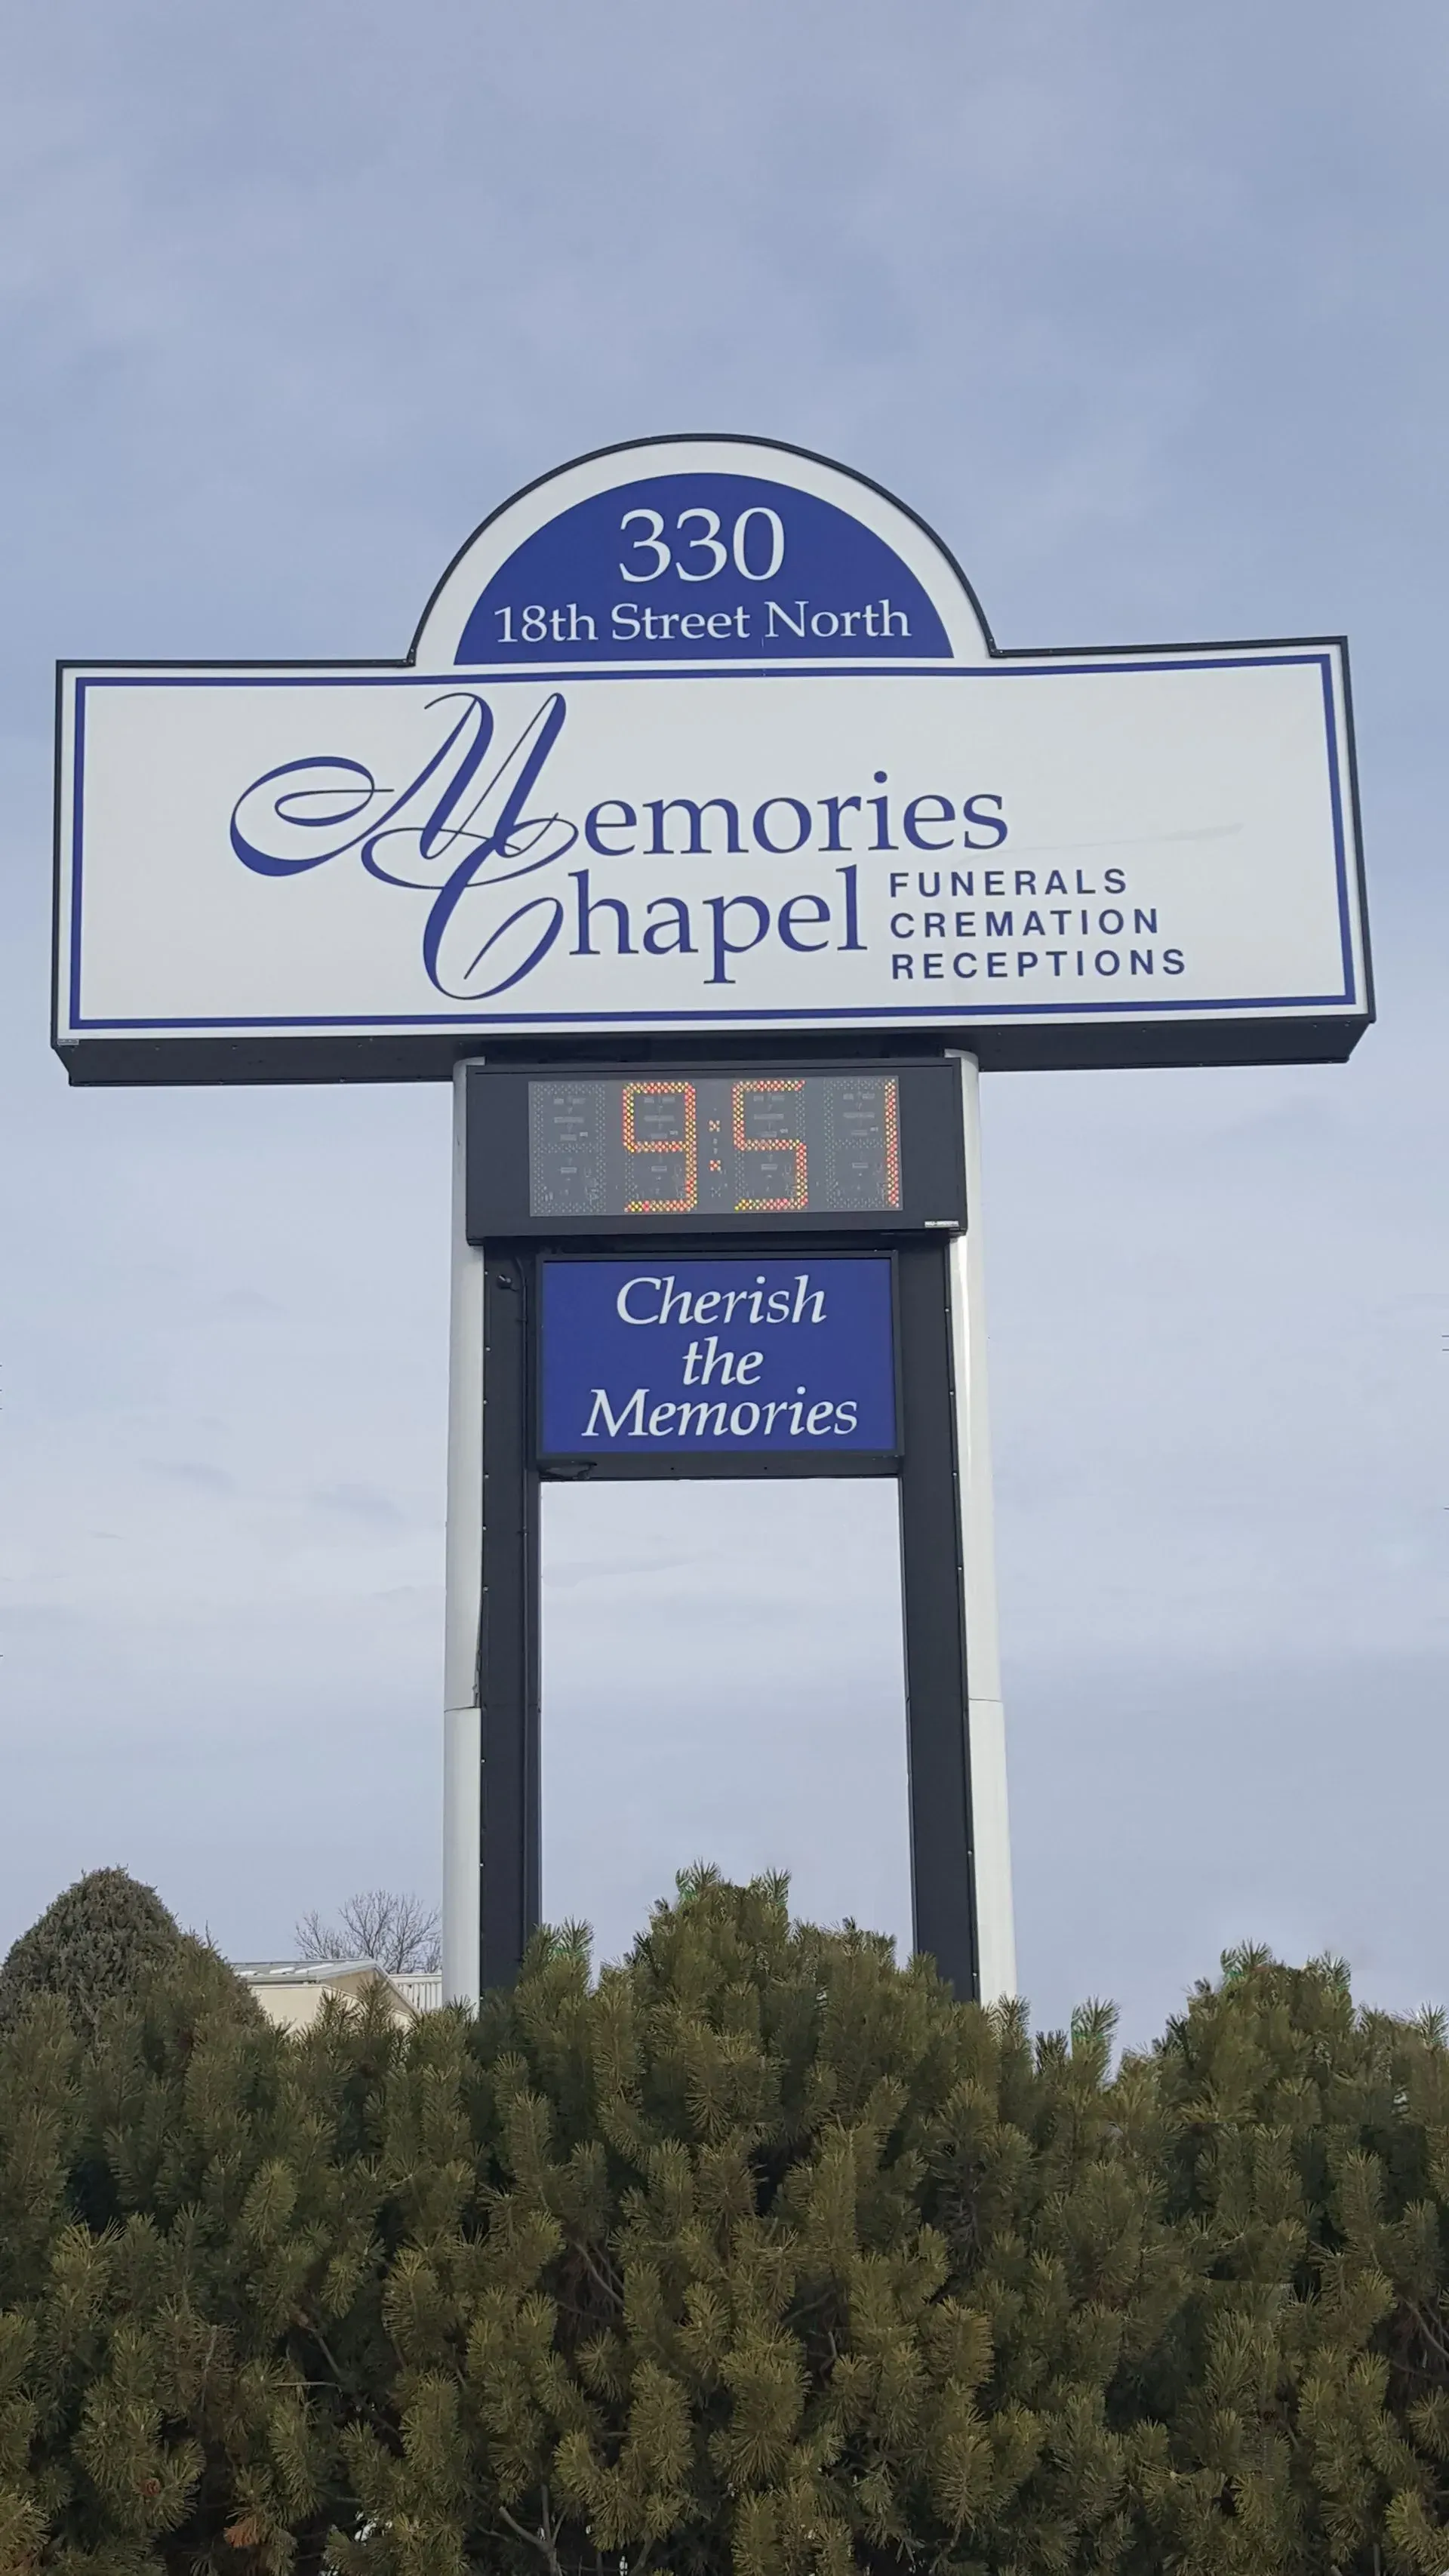 330
18th Street North
Memories
Chapel
FUNERALS
CREMATION
RECEPTIONS
9:51
Cherish
the
Memories